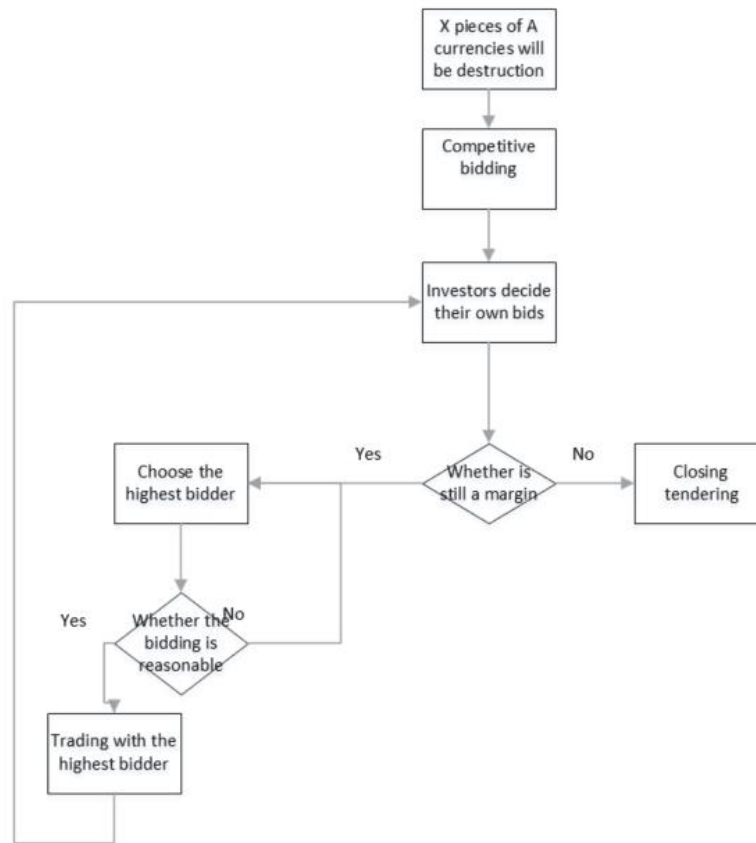 X pieces of A
currencies will
be destruction
Competitive
bidding
Investors decide
their own bids
Yes
Whether is
still a margin
No
Closing
tendering
Choose the
highest bidder
Yes
Whether the
bidding is
reasonable
No
Trading with the
highest bidder